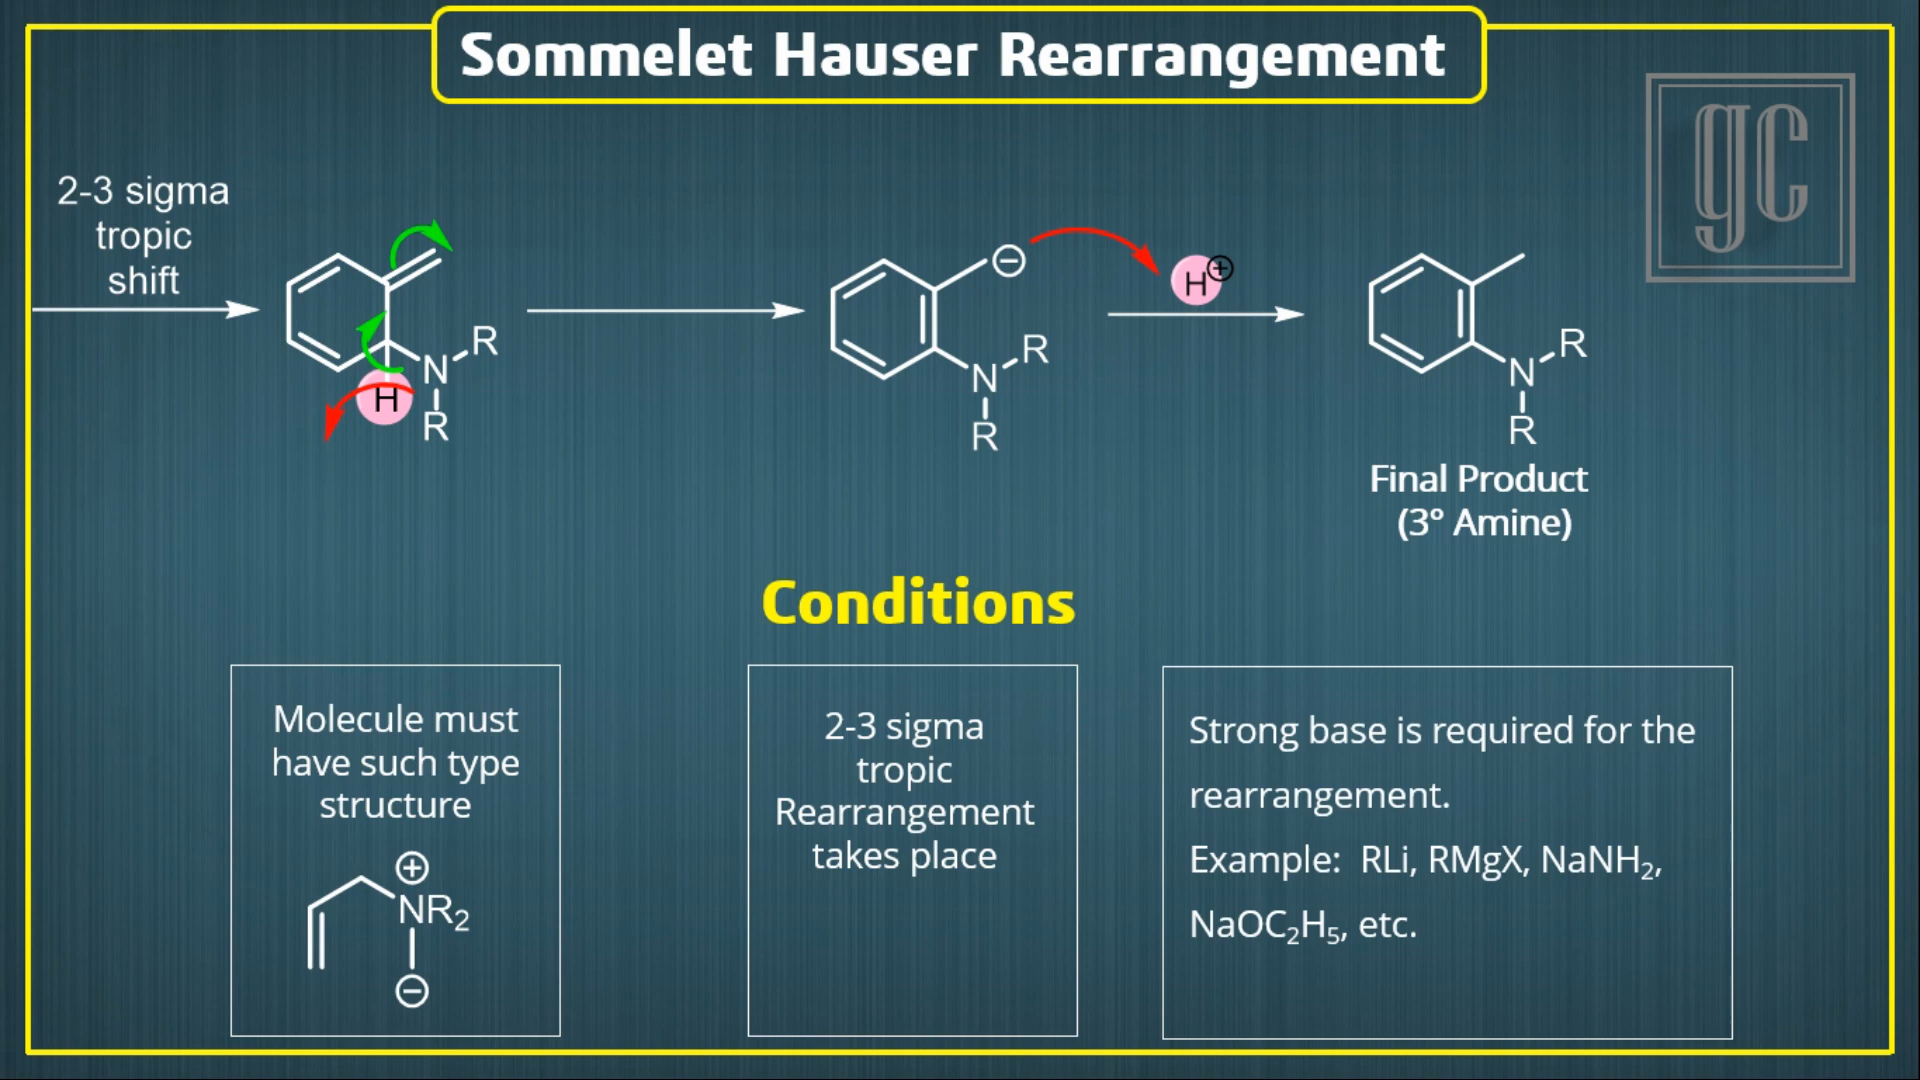 Sommelet Hauser Rearrangement
gc
2-3 sigma
tropic
shift
H
N
R
R
⊖
N
R
R
H⊕
N
R
R
Final Product
(3° Amine)
Conditions
Molecule must
have such type
structure
⊕
NR₂
⊖
2-3 sigma
tropic
Rearrangement
takes place
Strong base is required for the
rearrangement.
Example: RLi, RMgX, NaNH₂,
NaOC₂H₅, etc.